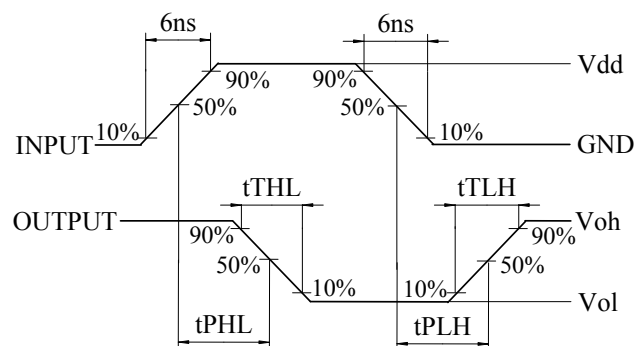 6ns 6ns
90% 90% Vdd
50% 50%
10% 10%
INPUT GND
tTHL tTLH
OUTPUT Voh
90% 90%
50% 50%
10% 10%
Vol
tPHL tPLH